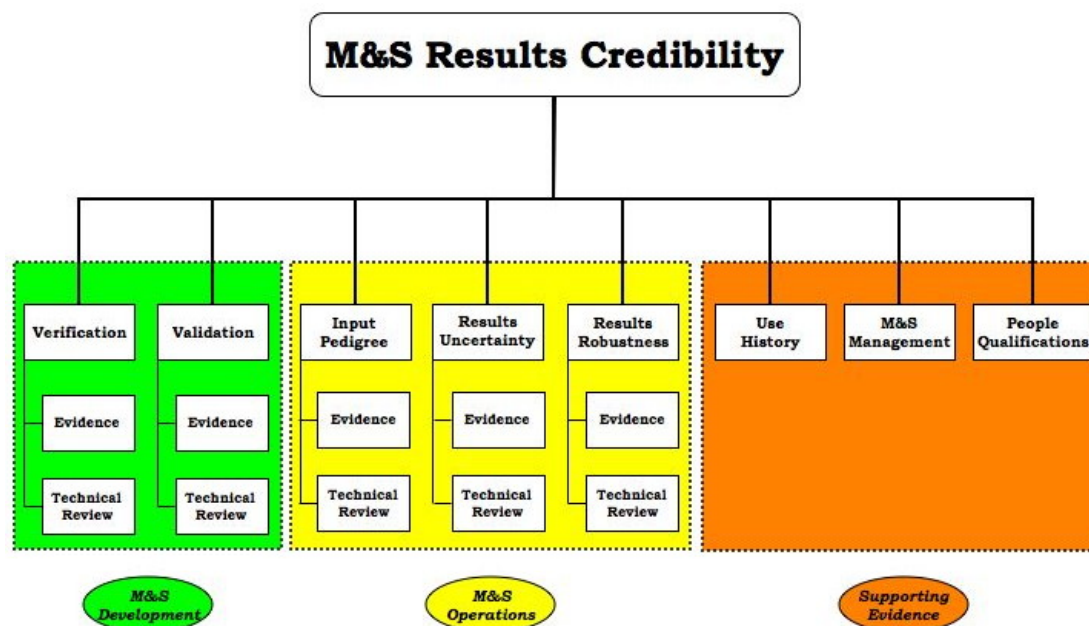 M&S Results Credibility
Verification
Validation
Input
Pedigree
Results
Uncertainty
Results
Robustness
Use
History
M&S
Management
People
Qualifications
Evidence
Evidence
Evidence
Evidence
Evidence
Technical
Review
Technical
Review
Technical
Review
Technical
Review
Technical
Review
M&S
Development
M&S
Operations
Supporting
Evidence